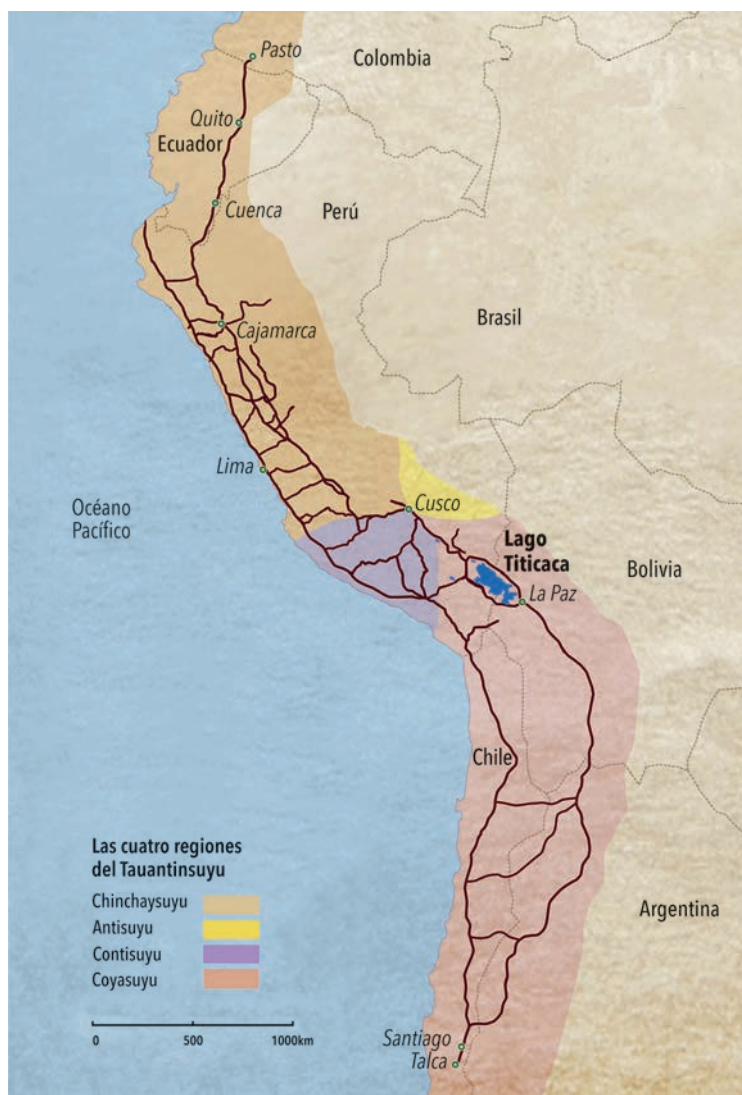 Pasto
Colombia
Quito
Ecuador
Cuenca
Perú
Brasil
Cajamarca
Lima
Cusco
Océano
Pacífico
Lago
Titicaca
Bolivia
La Paz
Chile
Las cuatro regiones
del Tauantinsuyu
Chinchaysuyu
Antisuyu
Contisuyu
Coyasuyu
Argentina
0 500 1000km
Santiago
Talca